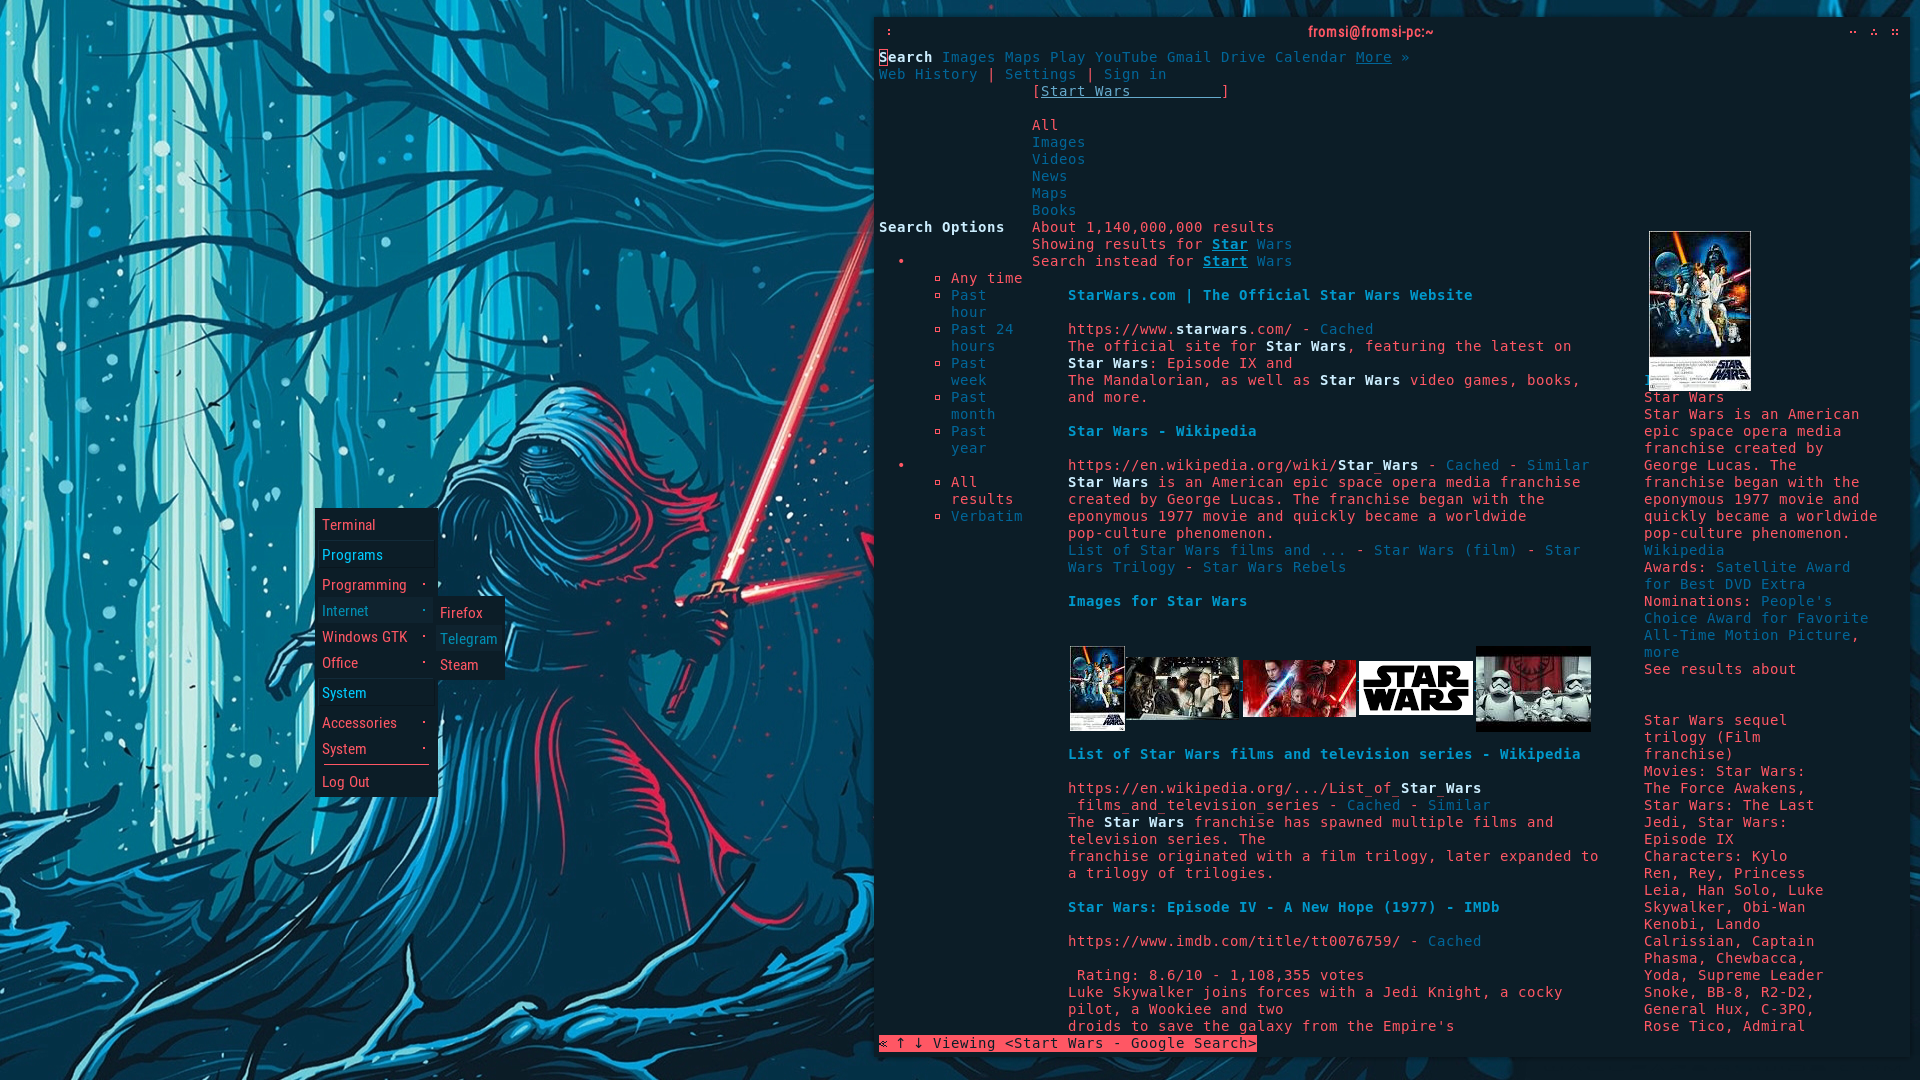 fromsi@fromsi-pc:~
Search Images Maps Play YouTube Gmail Drive Calendar More »
Web History | Settings | Sign in
[Start Wars__________]
All
Images
Videos
News
Maps
Books
Search Options
About 1,140,000,000 results
Showing results for Star Wars
Search instead for Start Wars
Any time
Past
hour
Past 24
hours
Past
week
Past
month
Past
year
All
results
Verbatim
StarWars.com | The Official Star Wars Website
https://www.starwars.com/ - Cached
The official site for Star Wars, featuring the latest on
Star Wars: Episode IX and
The Mandalorian, as well as Star Wars video games, books,
and more.
Star Wars - Wikipedia
https://en.wikipedia.org/wiki/Star_Wars - Cached - Similar
Star Wars is an American epic space opera media franchise
created by George Lucas. The franchise began with the
eponymous 1977 movie and quickly became a worldwide
pop-culture phenomenon.
List of Star Wars films and ... - Star Wars (film) - Star
Wars Trilogy - Star Wars Rebels
Images for Star Wars
STAR
WARS
STAR
WARS
List of Star Wars films and television series - Wikipedia
https://en.wikipedia.org/.../List_of_Star_Wars
_films_and_television_series - Cached - Similar
The Star Wars franchise has spawned multiple films and
television series. The
franchise originated with a film trilogy, later expanded to
a trilogy of trilogies.
Star Wars: Episode IV - A New Hope (1977) - IMDb
https://www.imdb.com/title/tt0076759/ - Cached
Rating: 8.6/10 - 1,108,355 votes
Luke Skywalker joins forces with a Jedi Knight, a cocky
pilot, a Wookiee and two
droids to save the galaxy from the Empire's
STAR
WARS
Star Wars
Star Wars is an American
epic space opera media
franchise created by
George Lucas. The
franchise began with the
eponymous 1977 movie and
quickly became a worldwide
pop-culture phenomenon.
Wikipedia
Awards: Satellite Award
for Best DVD Extra
Nominations: People's
Choice Award for Favorite
All-Time Motion Picture,
more
See results about
Star Wars sequel
trilogy (Film
franchise)
Movies: Star Wars:
The Force Awakens,
Star Wars: The Last
Jedi, Star Wars:
Episode IX
Characters: Kylo
Ren, Rey, Princess
Leia, Han Solo, Luke
Skywalker, Obi-Wan
Kenobi, Lando
Calrissian, Captain
Phasma, Chewbacca,
Yoda, Supreme Leader
Snoke, BB-8, R2-D2,
General Hux, C-3PO,
Rose Tico, Admiral
« ↑ ↓ Viewing <Start Wars - Google Search>
Terminal
Programs
Programming
Internet
Windows GTK
Office
System
Accessories
System
Log Out
Firefox
Telegram
Steam